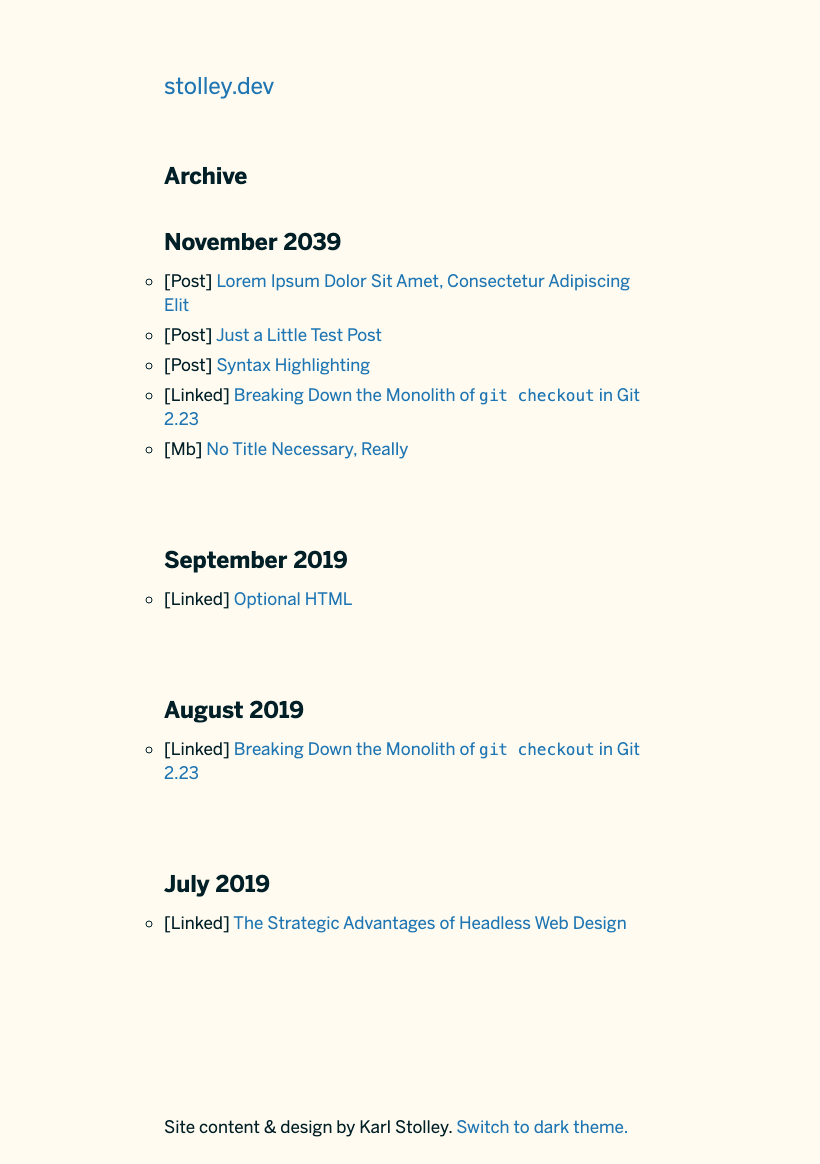 stolley.dev
Archive
November 2039
[Post] Lorem Ipsum Dolor Sit Amet, Consectetur Adipiscing
Elit
[Post] Just a Little Test Post
[Post] Syntax Highlighting
[Linked] Breaking Down the Monolith of git checkout in Git
2.23
[Mb] No Title Necessary, Really
September 2019
[Linked] Optional HTML
August 2019
[Linked] Breaking Down the Monolith of git checkout in Git
2.23
July 2019
[Linked] The Strategic Advantages of Headless Web Design
Site content & design by Karl Stolley. Switch to dark theme.